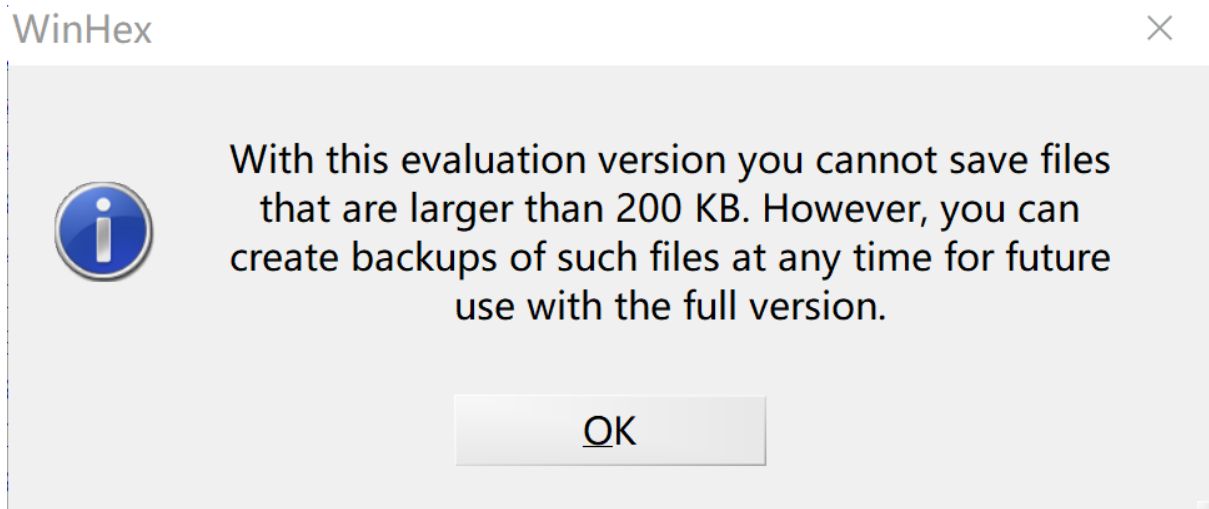 WinHex
With this evaluation version you cannot save files
that are larger than 200 KB. However, you can
create backups of such files at any time for future
use with the full version.
OK